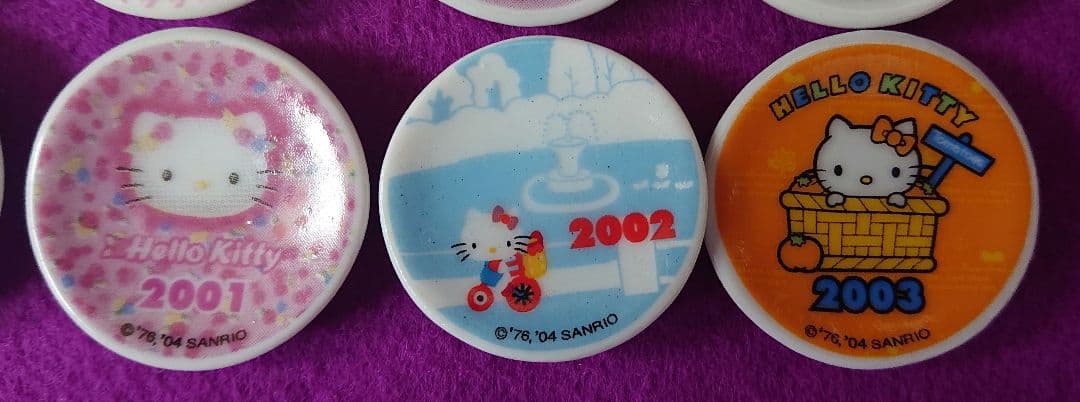 Hello Kitty
2001
©'76,'04 SANRIO
2002
©'76,'04 SANRIO
HELLO KITTY
2003
©'76,'04 SANRIO